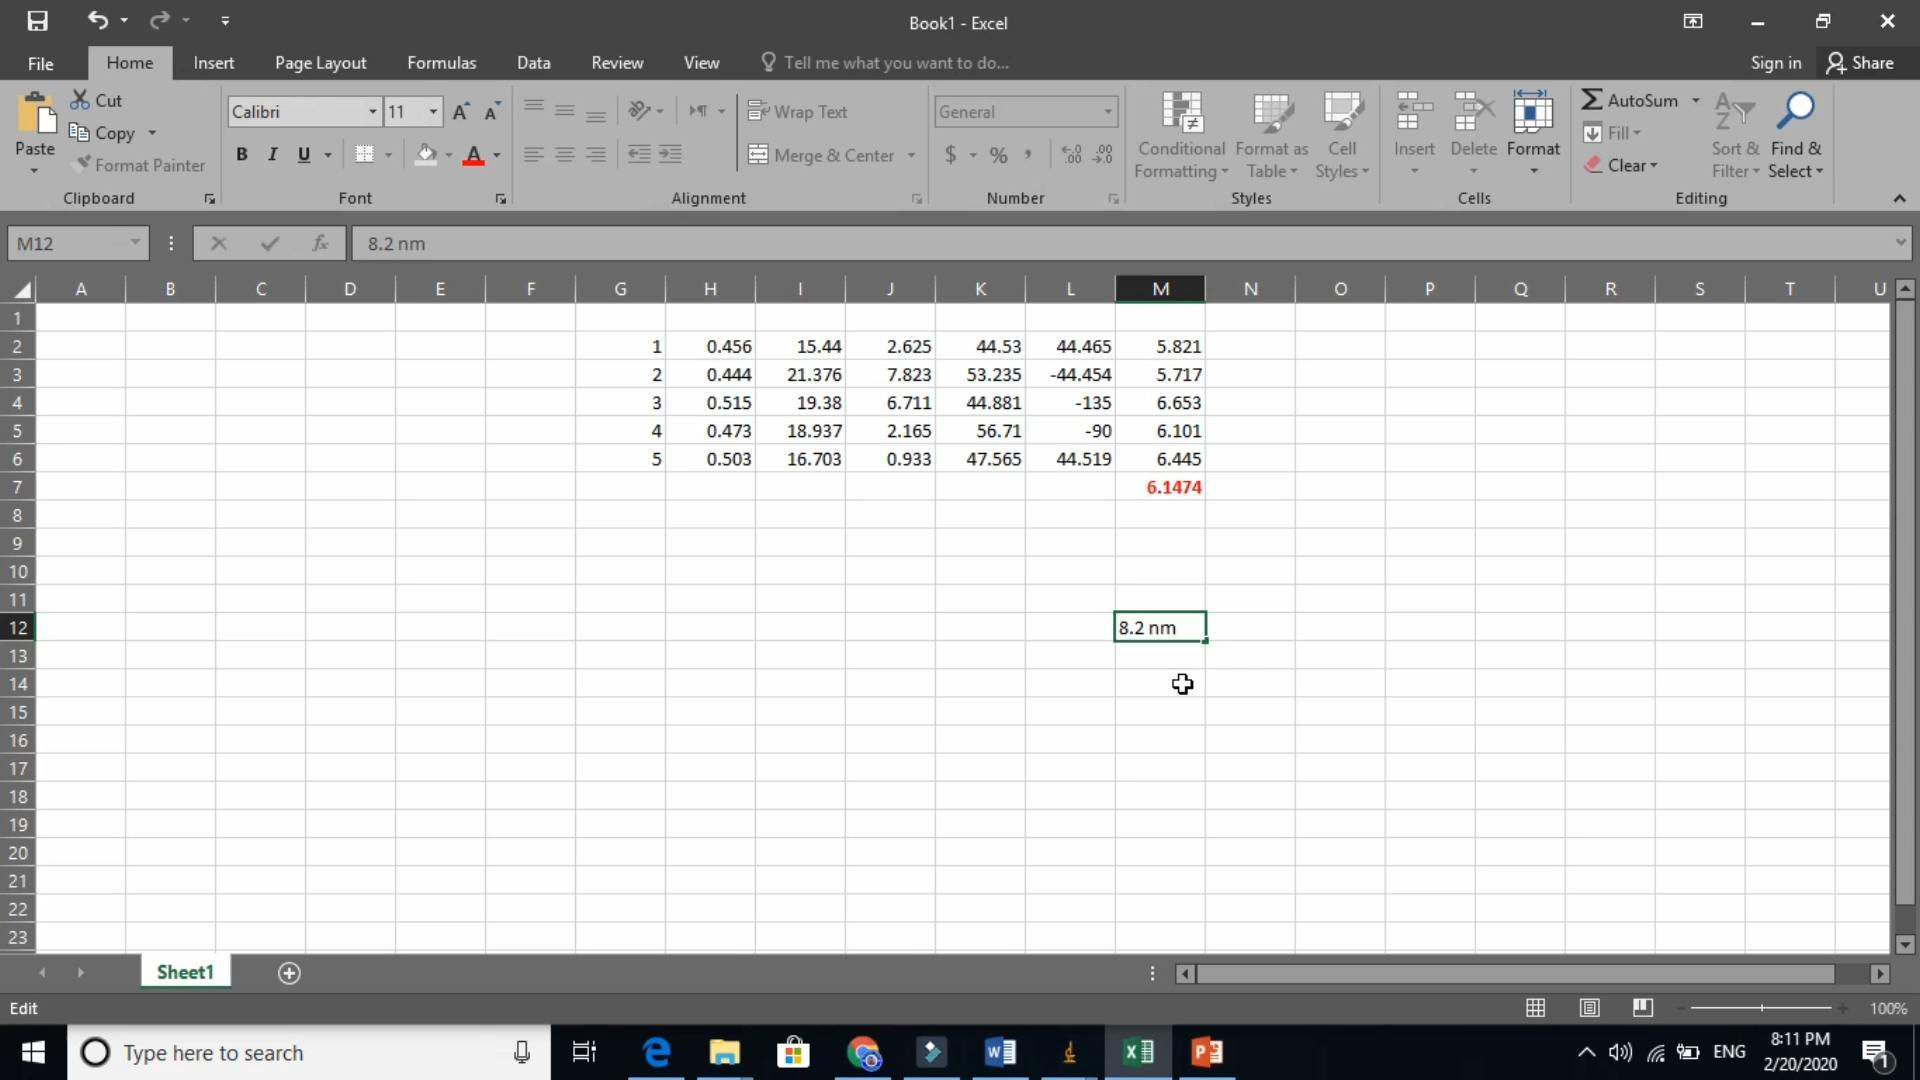 Book1 - Excel
File Home Insert Page Layout Formulas Data Review View Tell me what you want to do... Sign in Share
Paste
Cut
Copy
Format Painter
Clipboard
Calibri 11
B I U
Font
Wrap Text
Merge & Center
Alignment
General
$ % ,
Number
Conditional Formatting
Format as Table
Cell Styles
Styles
Insert Delete Format
Cells
AutoSum
Fill
Clear
Sort & Filter
Find & Select
Editing
M12 fx 8.2 nm
A B C D E F G H I J K L M N O P Q R S T U
1
2 1 0.456 15.44 2.625 44.53 44.465 5.821
3 2 0.444 21.376 7.823 53.235 -44.454 5.717
4 3 0.515 19.38 6.711 44.881 -135 6.653
5 4 0.473 18.937 2.165 56.71 -90 6.101
6 5 0.503 16.703 0.933 47.565 44.519 6.445
7 6.1474
8
9
10
11
12 8.2 nm
13
14
15
16
17
18
19
20
21
22
23
Sheet1
Edit 100%
Type here to search
ENG
8:11 PM
2/20/2020
1